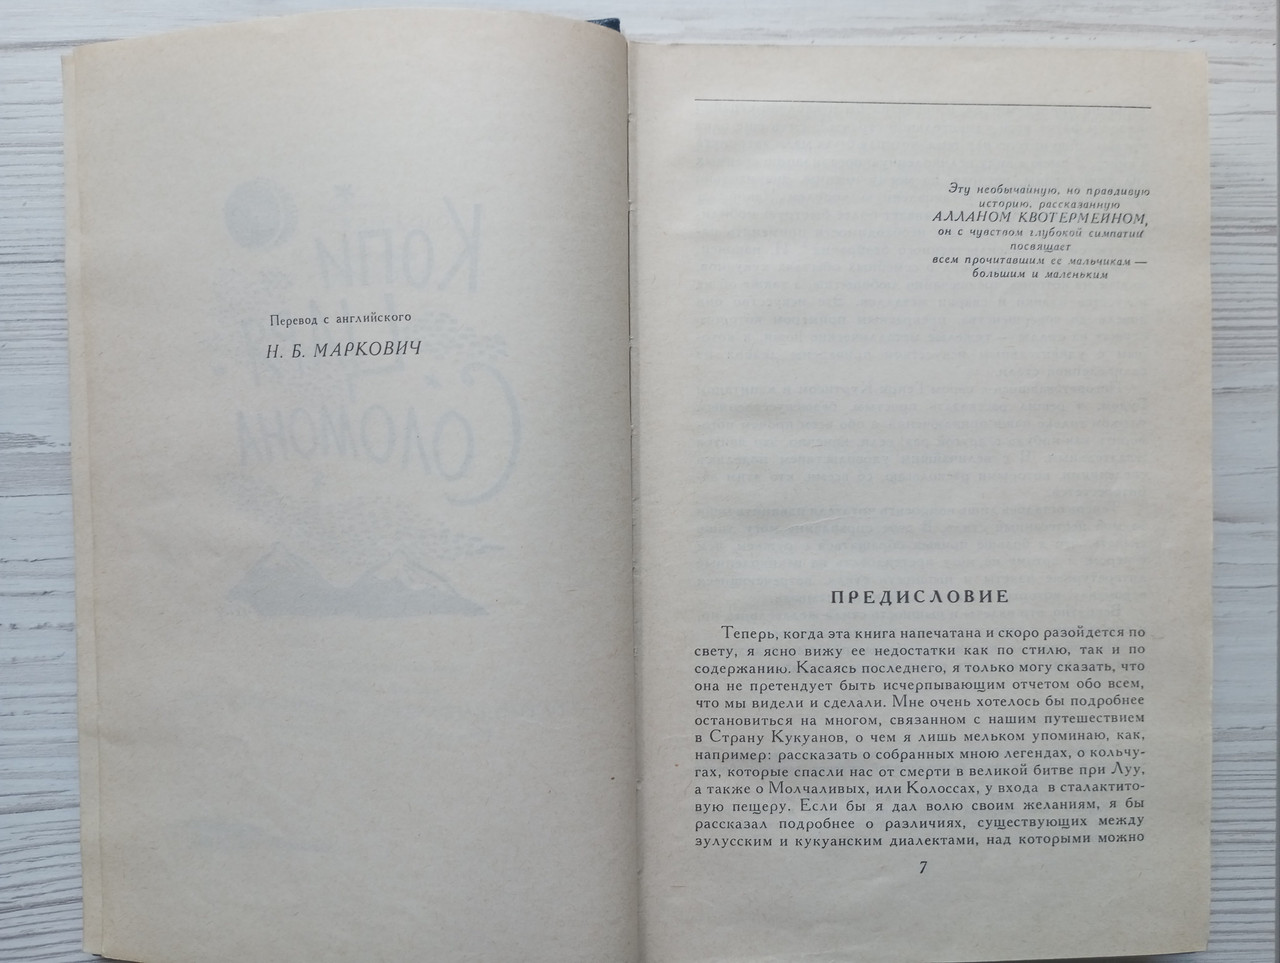 Перевод с английского
Н. Б. МАРКОВИЧ
Эту необычайную, но правдивую
историю, рассказанную
АЛЛАНОМ КВОТЕРМЕЙНОМ,
он с чувством глубокой симпатии
посвящает
всем прочитавшим ее мальчикам —
большим и маленьким
ПРЕДИСЛОВИЕ
Теперь, когда эта книга напечатана и скоро разойдется по
свету, я ясно вижу ее недостатки как по стилю, так и по
содержанию. Касаясь последнего, я только могу сказать, что
она не претендует быть исчерпывающим отчетом обо всем,
что мы видели и сделали. Мне очень хотелось бы подробнее
остановиться на многом, связанном с нашим путешествием
в Страну Кукуанов, о чем я лишь мельком упоминаю, как,
например: рассказать о собранных мною легендах, о кольчу-
гах, которые спасли нас от смерти в великой битве при Луу,
а также о Молчаливых, или Колоссах, у входа в сталактито-
вую пещеру. Если бы я дал волю своим желаниям, я бы
рассказал подробнее о различиях, существующих между
зулусским и кукуанским диалектами, над которыми можно
7